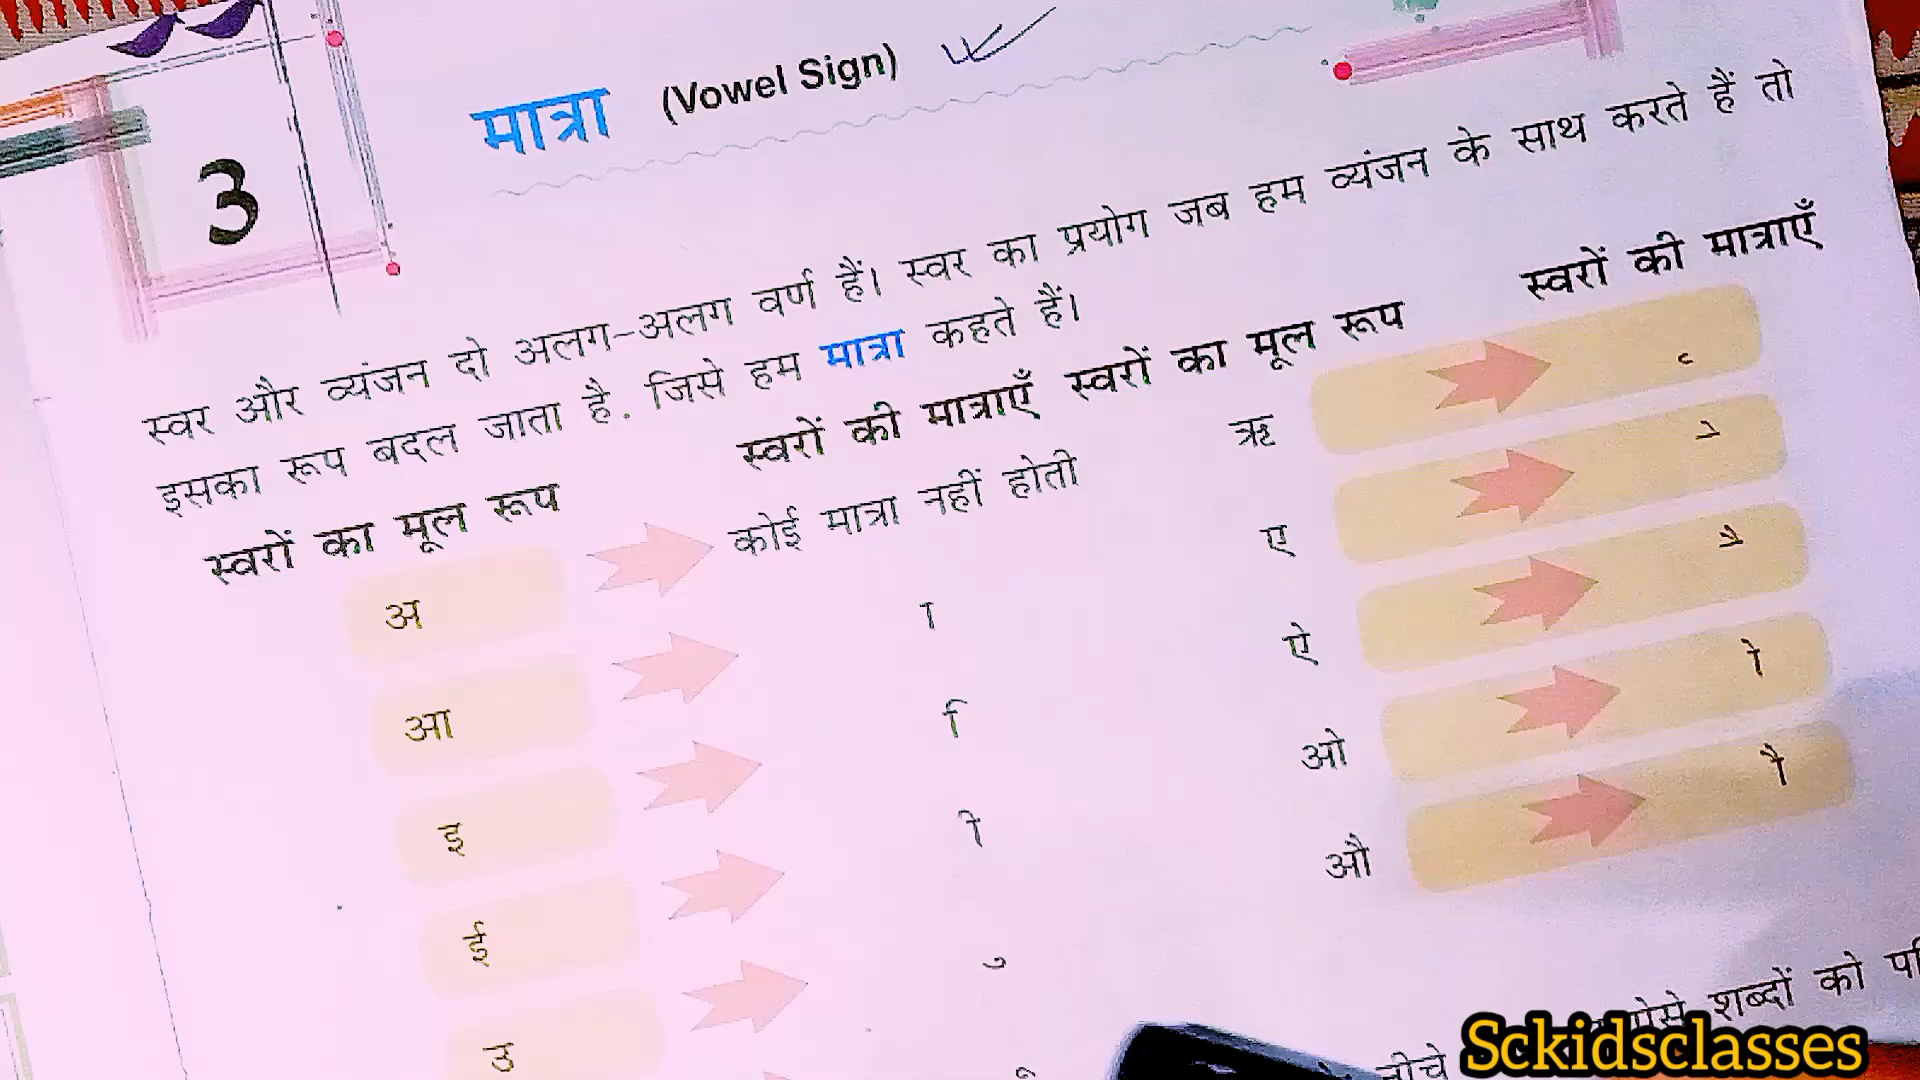 3
मात्रा (Vowel Sign)
स्वर और व्यंजन दो अलग-अलग वर्ण हैं। स्वर का प्रयोग जब हम व्यंजन के साथ करते हैं तो
इसका रूप बदल जाता है. जिसे हम मात्रा कहते हैं।
स्वरों का मूल रूप स्वरों की मात्राएँ स्वरों का मूल रूप स्वरों की मात्राएँ
अ कोई मात्रा नहीं होती
आ ा
इ ि
ई ी
उ ु
ू
ऋ ृ
ए े
ऐ ै
ओ ो
औ ौ
नीचे ऐसे शब्दों को
Sckidsclasses